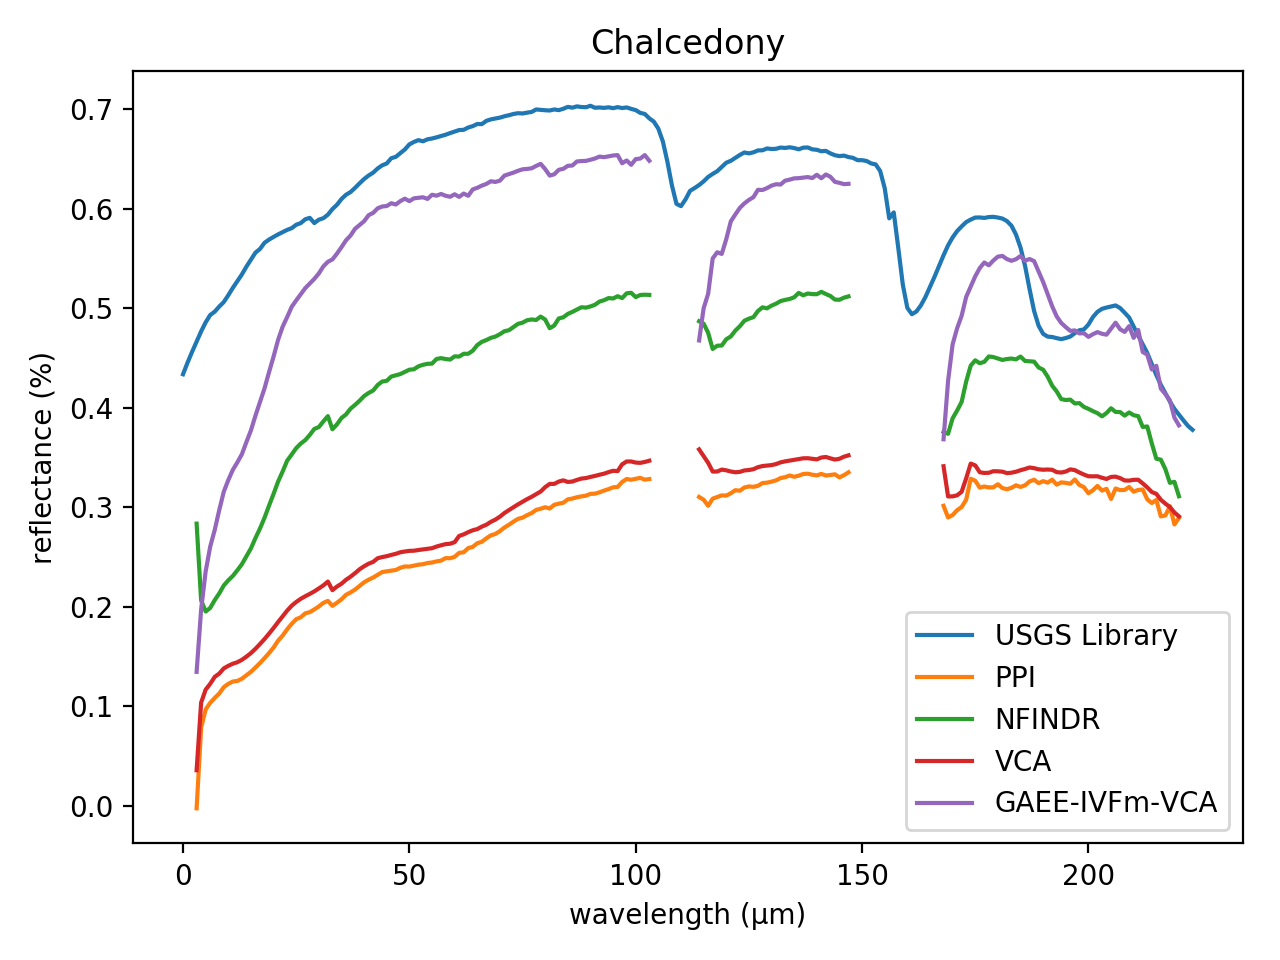 Chalcedony
reflectance (%)
0.7
0.6
0.5
0.4
0.3
0.2
0.1
0.0
0 50 100 150 200
wavelength (µm)
USGS Library
PPI
NFINDR
VCA
GAEE-IVFm-VCA